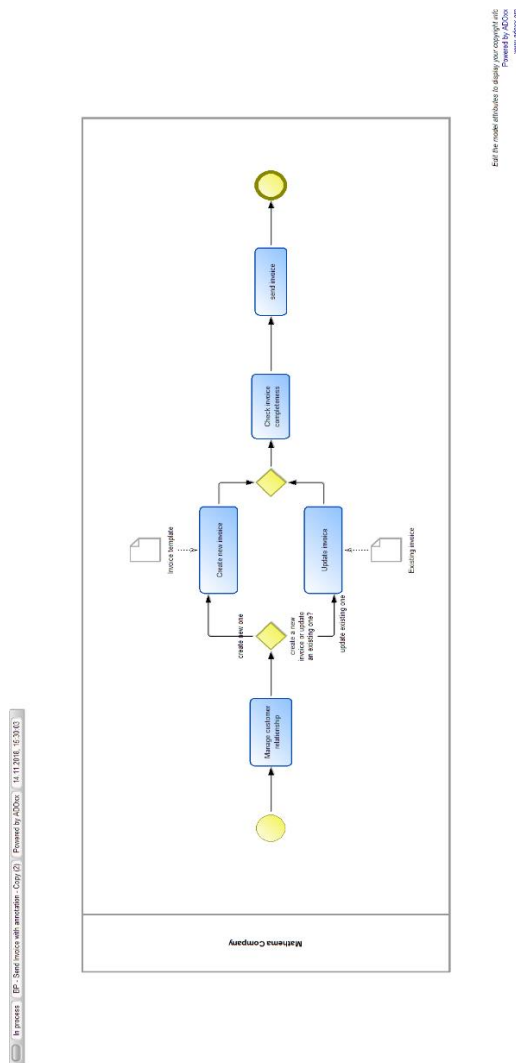 In process
BP - Send Invoice with annotation - Copy (2)
Powered by ADOxx
14.11.2016, 16:30:03
Edit the model attributes to display your copyright info
Powered by ADOxx
www.adoxx.org
Mathema Company
Manage customer
relationship
create a new
invoice or update
an existing one?
create new one
update existing one
Invoice template
Create new invoice
Update invoice
Existing invoice
Check invoice
completeness
send invoice